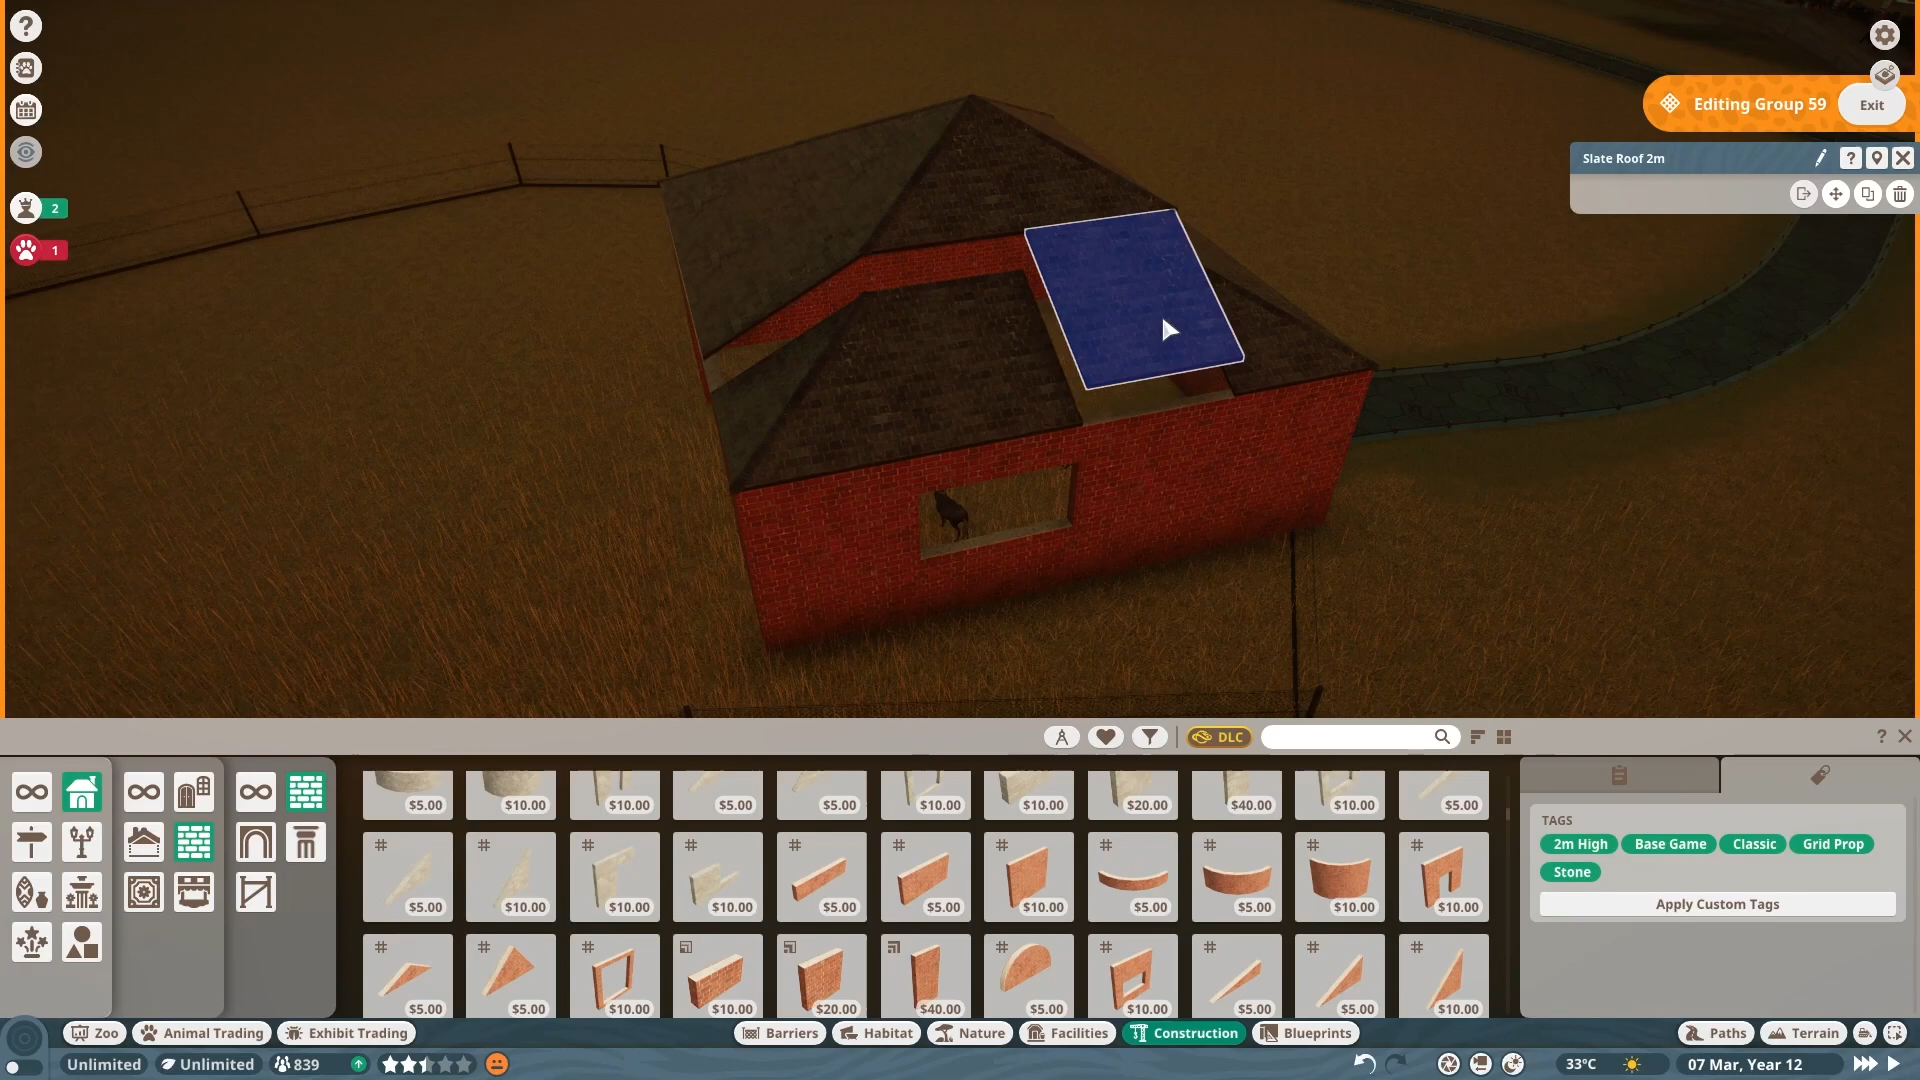 ?
Editing Group 59
Exit
Slate Roof 2m
?
2
1
DLC
?
$5.00 $10.00 $10.00 $5.00 $5.00 $10.00 $10.00 $20.00 $40.00 $10.00 $5.00
$5.00 $10.00 $10.00 $10.00 $5.00 $5.00 $10.00 $5.00 $5.00 $10.00 $10.00
$5.00 $5.00 $10.00 $10.00 $20.00 $40.00 $5.00 $10.00 $5.00 $5.00 $10.00
TAGS
2m High Base Game Classic Grid Prop
Stone
Apply Custom Tags
Zoo Animal Trading Exhibit Trading Barriers Habitat Nature Facilities Construction Blueprints Paths Terrain
Unlimited Unlimited 839 33°C 07 Mar, Year 12